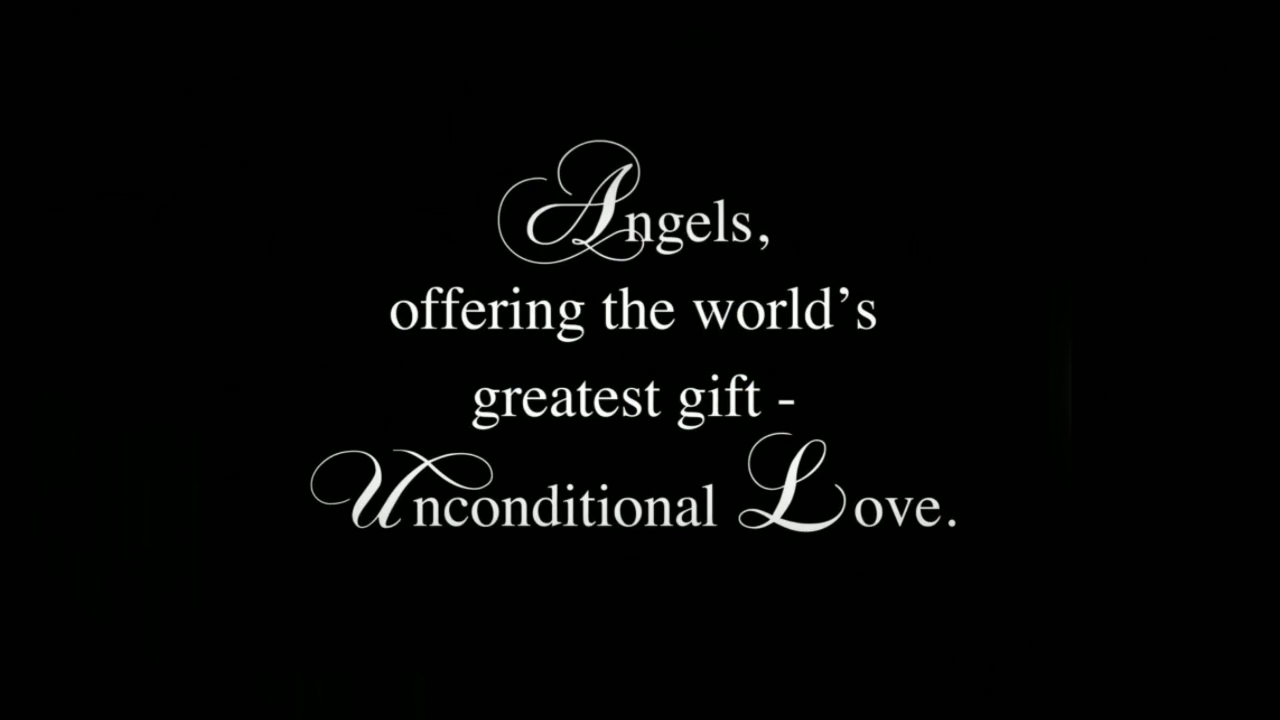 Angels,
offering the world’s
greatest gift -
Unconditional Love.